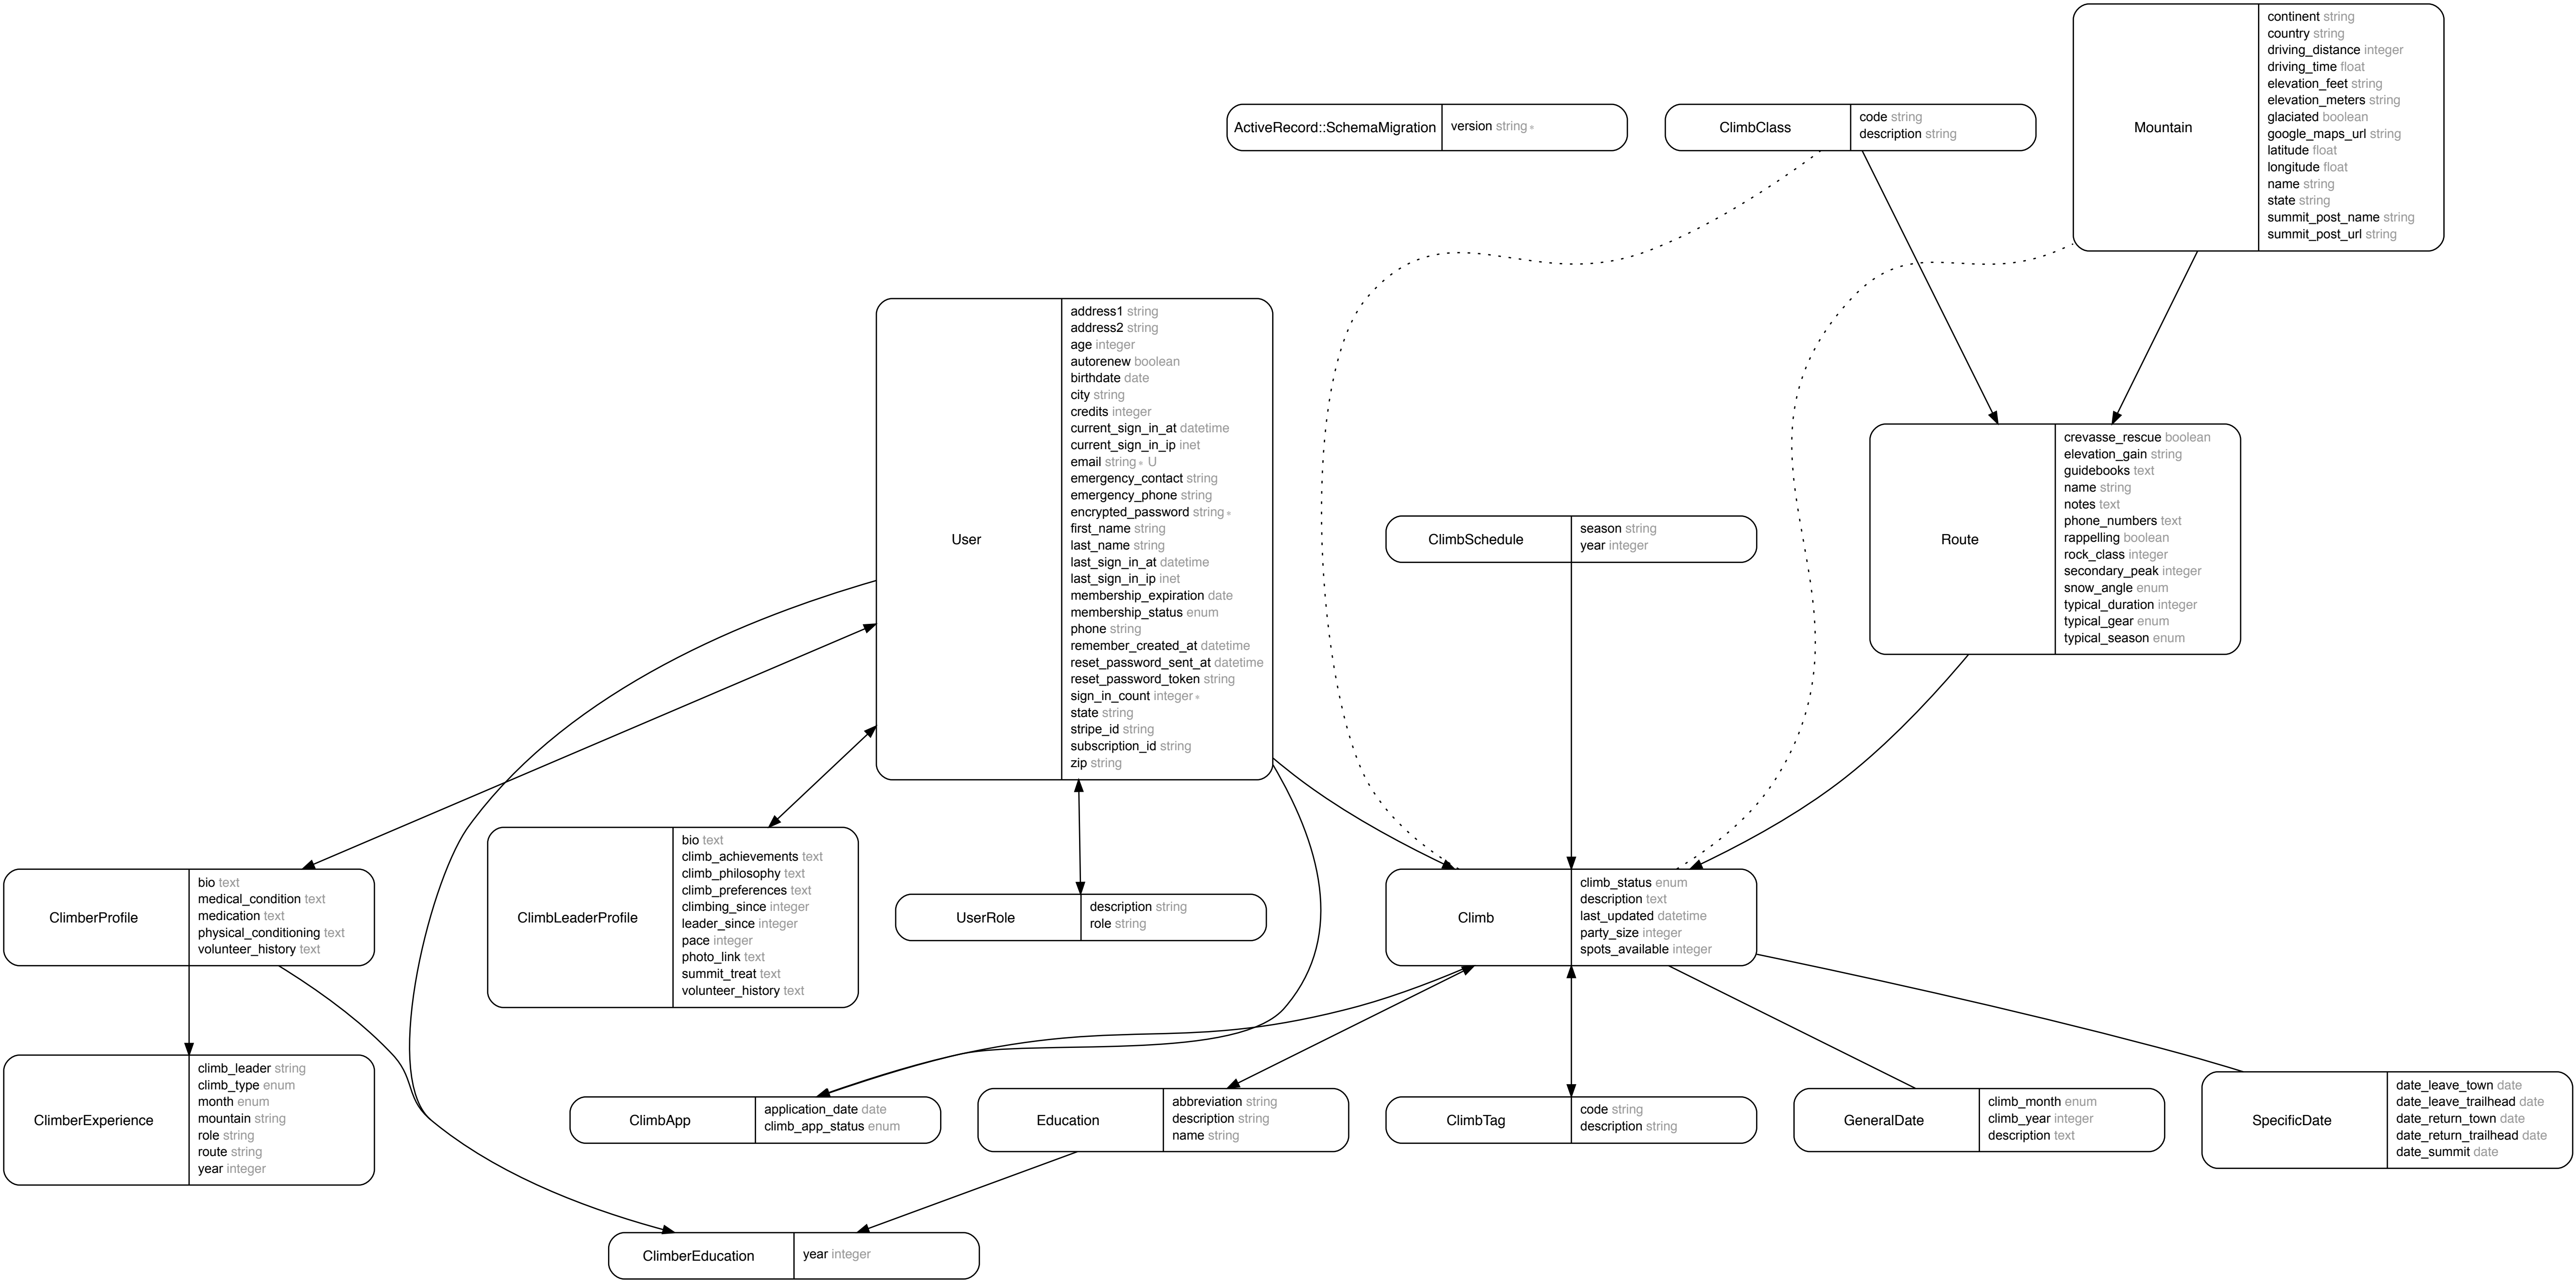 continent string
country string
driving_distance integer
driving_time float
elevation_feet string
elevation_meters string
glaciated boolean
google_maps_url string
latitude float
longitude float
name string
state string
summit_post_name string
summit_post_url string
Mountain
ActiveRecord::SchemaMigration
version string *
ClimbClass
code string
description string
User
address1 string
address2 string
age integer
autorenew boolean
birthdate date
city string
credits integer
current_sign_in_at datetime
current_sign_in_ip inet
email string * U
emergency_contact string
emergency_phone string
encrypted_password string *
first_name string
last_name string
last_sign_in_at datetime
last_sign_in_ip inet
membership_expiration date
membership_status enum
phone string
remember_created_at datetime
reset_password_sent_at datetime
reset_password_token string
sign_in_count integer *
state string
stripe_id string
subscription_id string
zip string
ClimbSchedule
season string
year integer
Route
crevasse_rescue boolean
elevation_gain string
guidebooks text
name string
notes text
phone_numbers text
rappelling boolean
rock_class integer
secondary_peak integer
snow_angle enum
typical_duration integer
typical_gear enum
typical_season enum
ClimberProfile
bio text
medical_condition text
medication text
physical_conditioning text
volunteer_history text
ClimbLeaderProfile
bio text
climb_achievements text
climb_philosophy text
climb_preferences text
climbing_since integer
leader_since integer
pace integer
photo_link text
summit_treat text
volunteer_history text
UserRole
description string
role string
Climb
climb_status enum
description text
last_updated datetime
party_size integer
spots_available integer
ClimberExperience
climb_leader string
climb_type enum
month enum
mountain string
role string
route string
year integer
ClimbApp
application_date date
climb_app_status enum
Education
abbreviation string
description string
name string
ClimbTag
code string
description string
GeneralDate
climb_month enum
climb_year integer
description text
SpecificDate
date_leave_town date
date_leave_trailhead date
date_return_town date
date_return_trailhead date
date_summit date
ClimberEducation
year integer